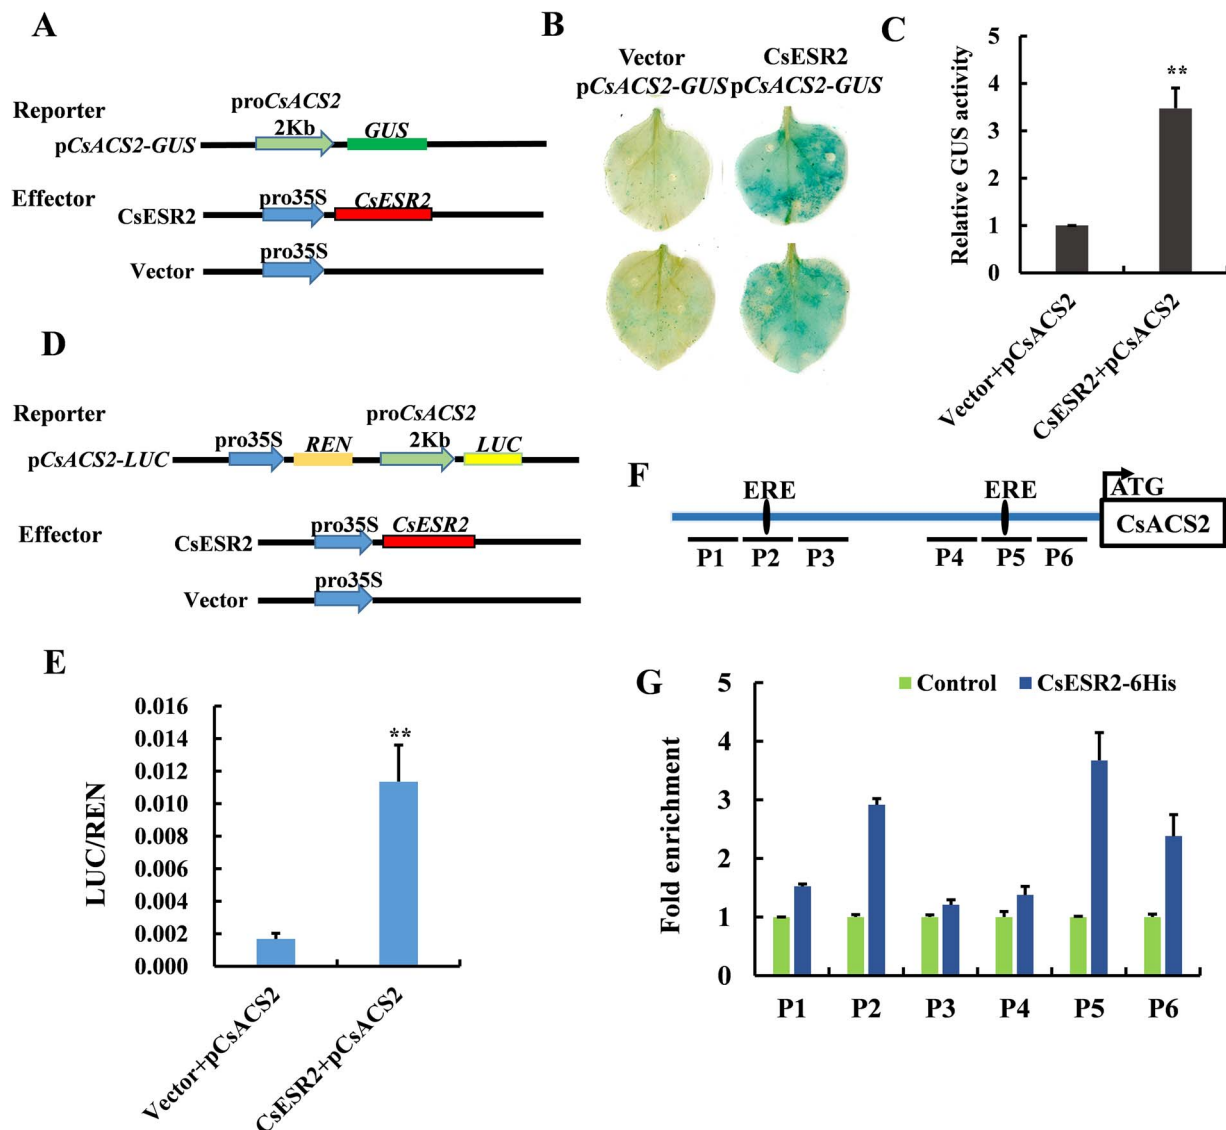 A
Reporter
pCsACS2-GUS
proCsACS2
2Kb
GUS
Effector
CsESR2
pro35S
CsESR2
Vector
pro35S
B
Vector
pCsACS2-GUS
CsESR2
pCsACS2-GUS
C
Relative GUS activity
5
4
3
2
1
0
**
Vector+pCsACS2
CsESR2+pCsACS2
D
Reporter
pCsACS2-LUC
pro35S
REN
proCsACS2
2Kb
LUC
Effector
CsESR2
pro35S
CsESR2
Vector
pro35S
E
LUC/REN
0.016
0.014
0.012
0.010
0.008
0.006
0.004
0.002
0.000
**
Vector+pCsACS2
CsESR2+pCsACS2
F
ERE
ERE
ATG
CsACS2
P1
P2
P3
P4
P5
P6
G
Control
CsESR2-6His
Fold enrichment
5
4
3
2
1
0
P1
P2
P3
P4
P5
P6